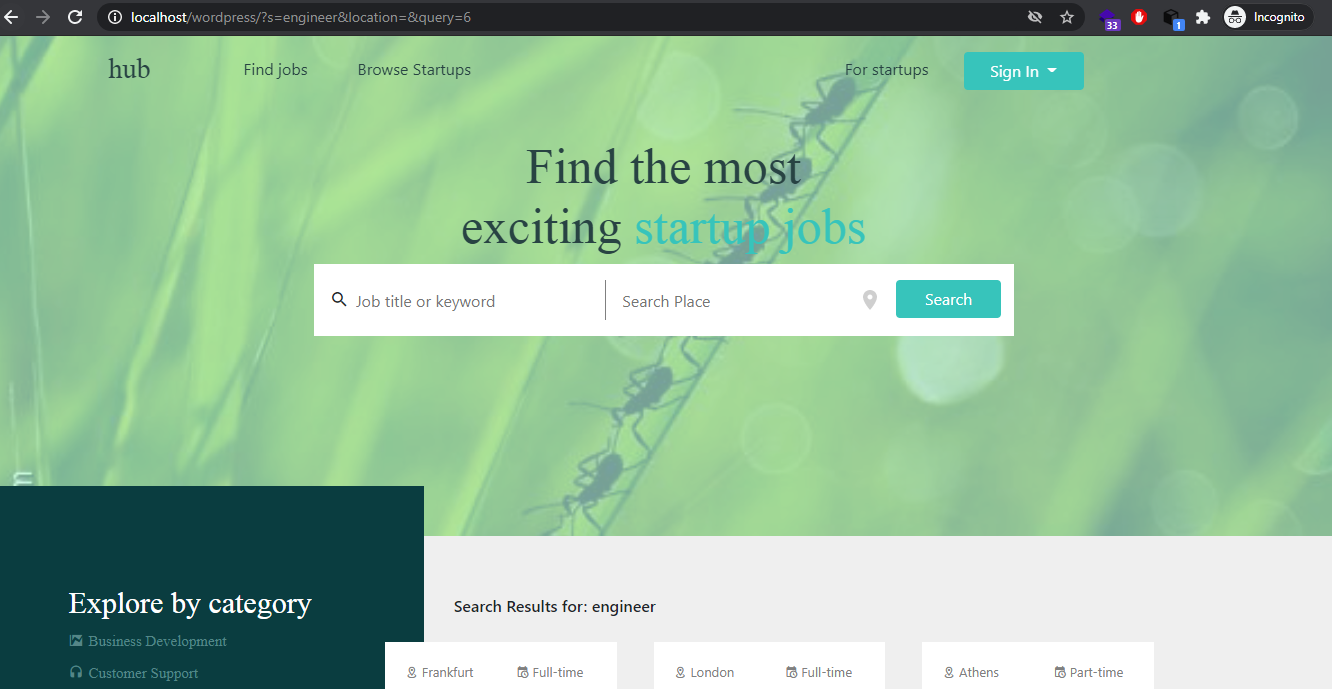 localhost/wordpress/?s=engineer&location=&query=6
33
1
Incognito
hub
Find jobs
Browse Startups
For startups
Sign In
Find the most
exciting startup jobs
Job title or keyword
Search Place
Search
m
Explore by category
Business Development
Customer Support
Search Results for: engineer
Frankfurt Full-time
London Full-time
Athens Part-time